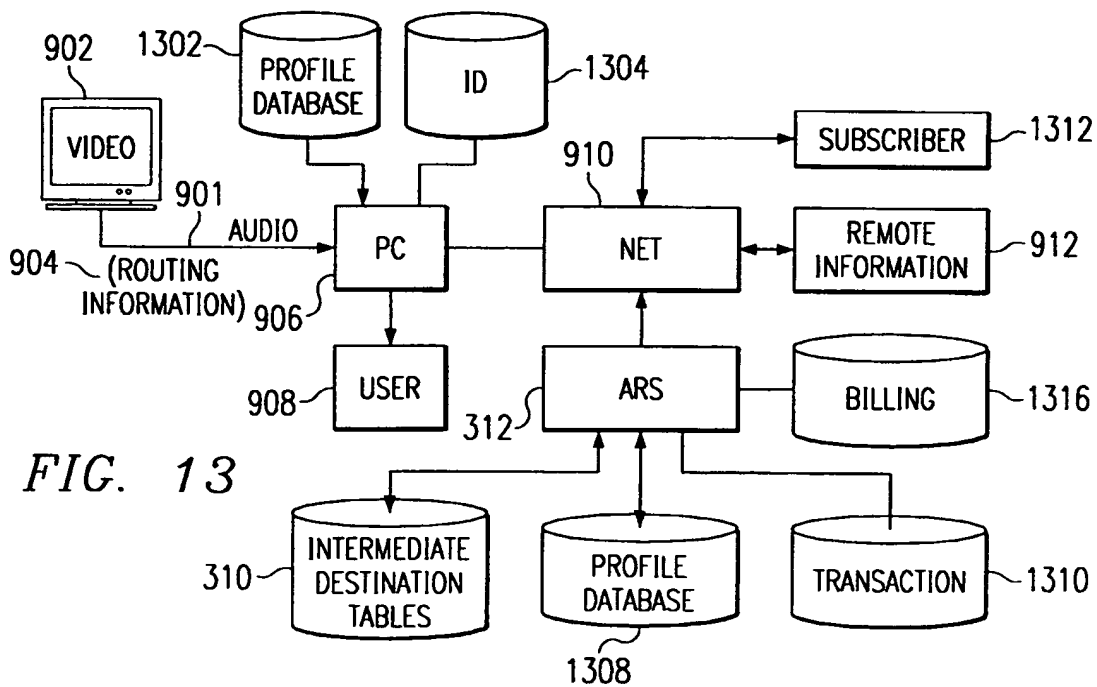 902
1302
PROFILE
DATABASE
ID
1304
VIDEO
901
AUDIO
904
(ROUTING
INFORMATION)
PC
906
910
NET
SUBSCRIBER
1312
REMOTE
INFORMATION
912
USER
908
ARS
312
BILLING
1316
FIG. 13
310
INTERMEDIATE
DESTINATION
TABLES
PROFILE
DATABASE
1308
TRANSACTION
1310